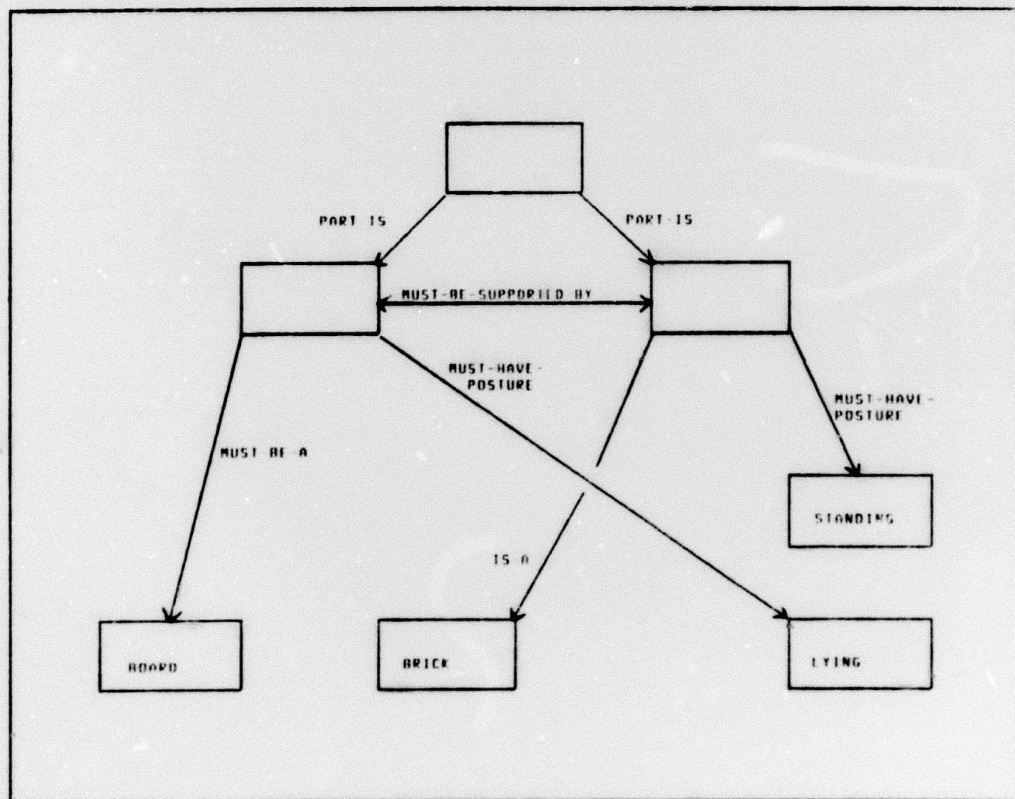 PART IS
PART-IS
MUST-BE-SUPPORTED BY
MUST-HAVE-
POSTURE
MUST-HAVE-
POSTURE
MUST-BE-A
STANDING
IS A
BOARD
BRICK
LYING